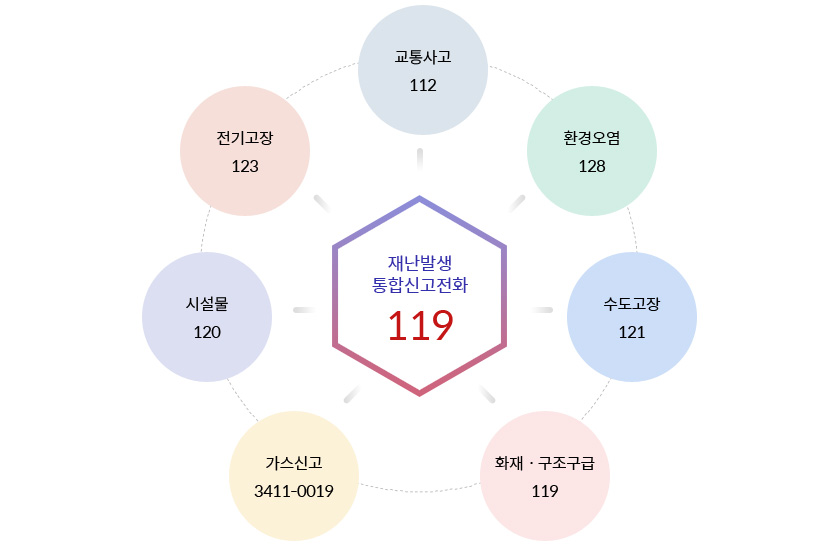 교통사고
112
전기고장
123
환경오염
128
재난발생
통합신고전화
119
시설물
120
수도고장
121
가스신고
3411-0019
화재 · 구조구급
119